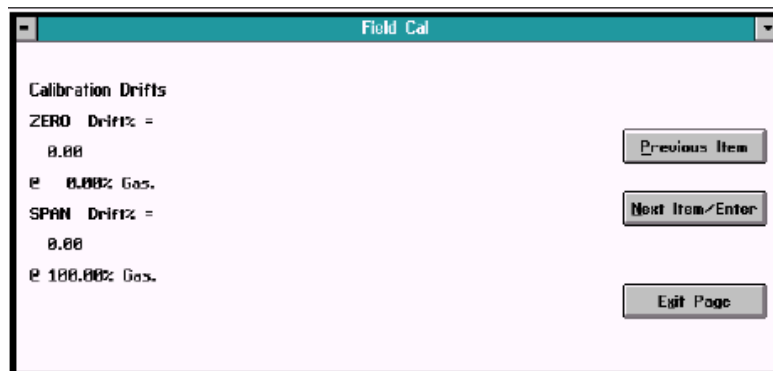 Field Cal
Calibration Drifts
ZERO Drift% =
0.00
@ 0.00% Gas.
SPAN Drift% =
0.00
@ 100.00% Gas.
Previous Item
Next Item/Enter
Exit Page